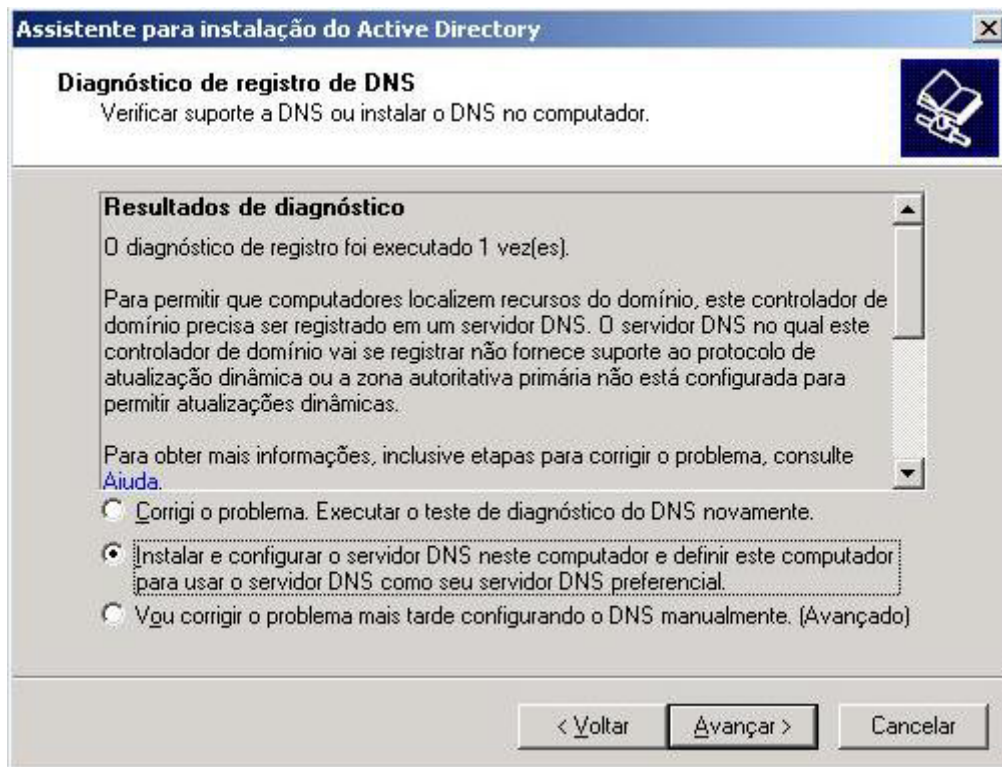 Assistente para instalação do Active Directory
Diagnóstico de registro de DNS
Verificar suporte a DNS ou instalar o DNS no computador.
Resultados de diagnóstico
O diagnóstico de registro foi executado 1 vez(es).
Para permitir que computadores localizem recursos do domínio, este controlador de
domínio precisa ser registrado em um servidor DNS. O servidor DNS no qual este
controlador de domínio vai se registrar não fornece suporte ao protocolo de
atualização dinâmica ou a zona autoritativa primária não está configurada para
permitir atualizações dinâmicas.
Para obter mais informações, inclusive etapas para corrigir o problema, consulte
Ajuda.
Corrigi o problema. Executar o teste de diagnóstico do DNS novamente.
Instalar e configurar o servidor DNS neste computador e definir este computador
para usar o servidor DNS como seu servidor DNS preferencial.
Vou corrigir o problema mais tarde configurando o DNS manualmente. (Avançado)
< Voltar
Avançar >
Cancelar